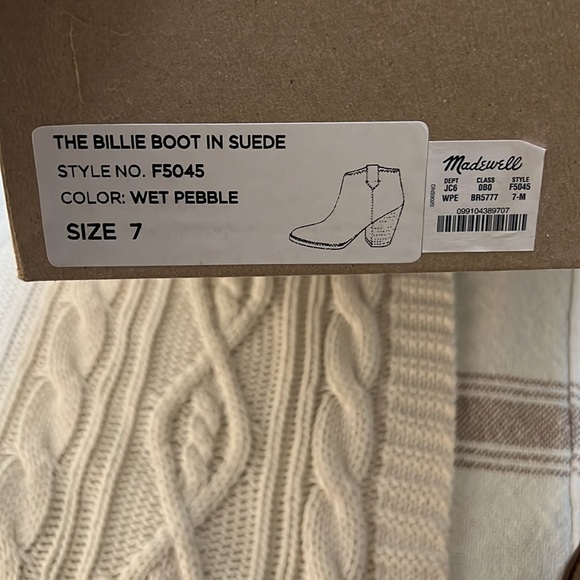 THE BILLIE BOOT IN SUEDE
STYLE NO. F5045
COLOR: WET PEBBLE
SIZE 7
Madewell
DEPT CLASS STYLE
JC6 0B0 F5045
WPE BR5777 7-M
099104389707